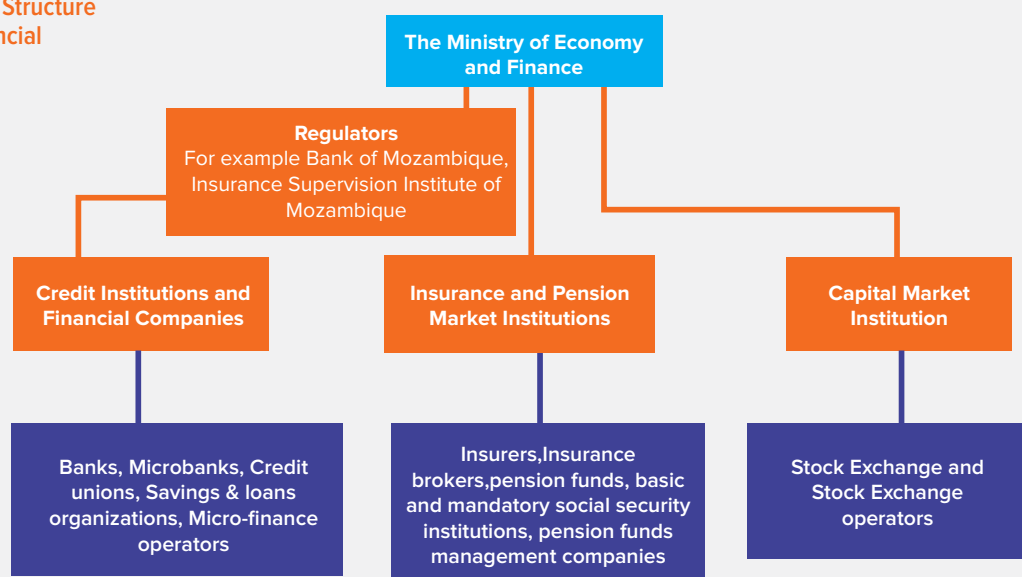 Structure
The Ministry of Economy
and Finance
Regulators
For example Bank of Mozambique,
Insurance Supervision Institute of
Mozambique
Credit Institutions and
Financial Companies
Insurance and Pension
Market Institutions
Capital Market
Institution
Banks, Microbanks, Credit
unions, Savings & loans
organizations, Micro-finance
operators
Insurers,Insurance
brokers,pension funds, basic
and mandatory social security
institutions, pension funds
management companies
Stock Exchange and
Stock Exchange
operators